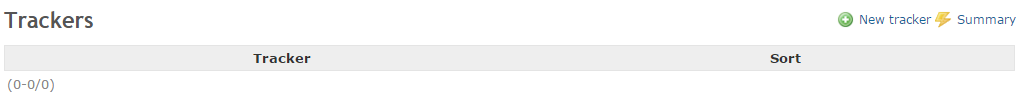 Trackers New tracker Summary
Tracker Sort
(0-0/0)